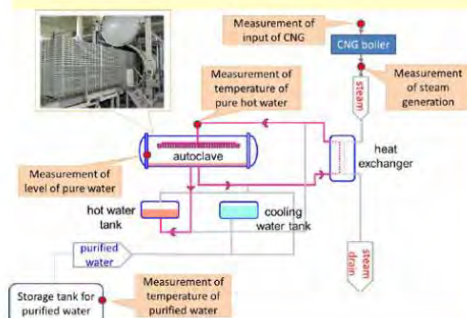 Measurement of
input of CNG
CNG boiler
Measurement
of steam
generation
steam
Measurement of
temperature of
pure hot water
autoclave
heat
exchanger
Measurement of
level of pure water
hot water
tank
cooling
water tank
purified
water
steam
drain
Storage tank for
purified water
Measurement of
temperature of
purified water